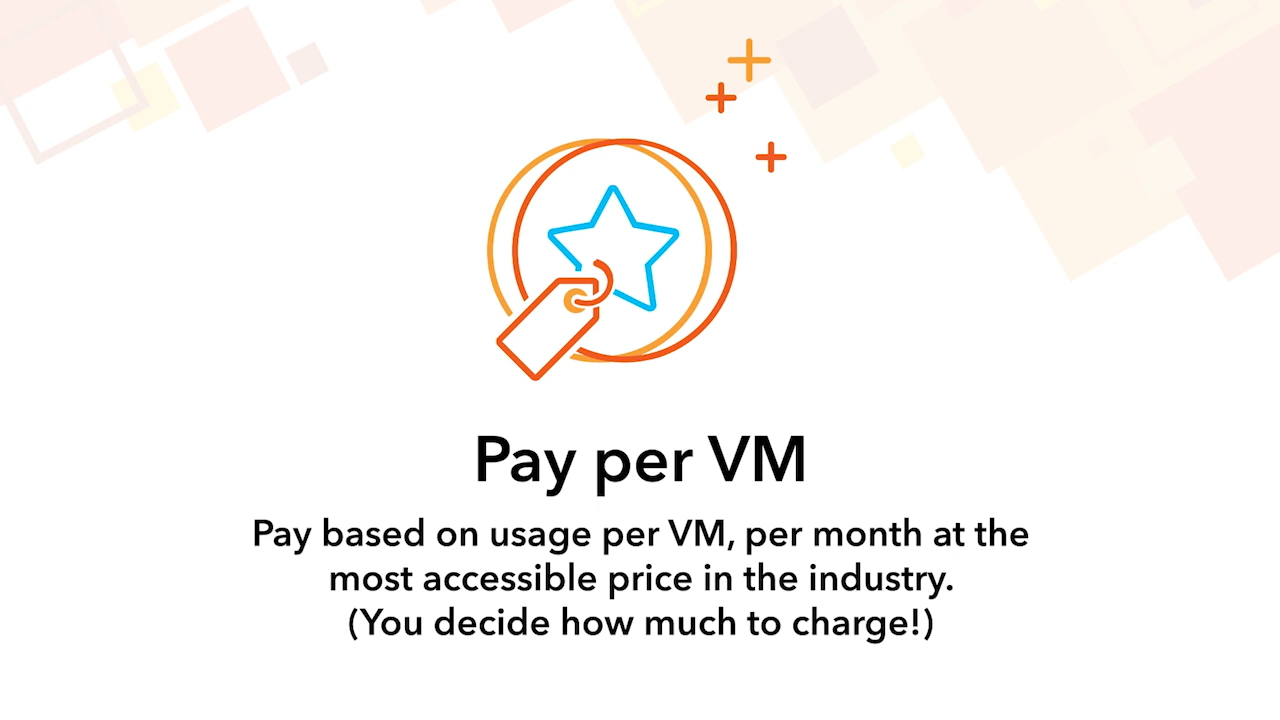 Pay per VM
Pay based on usage per VM, per month at the
most accessible price in the industry.
(You decide how much to charge!)